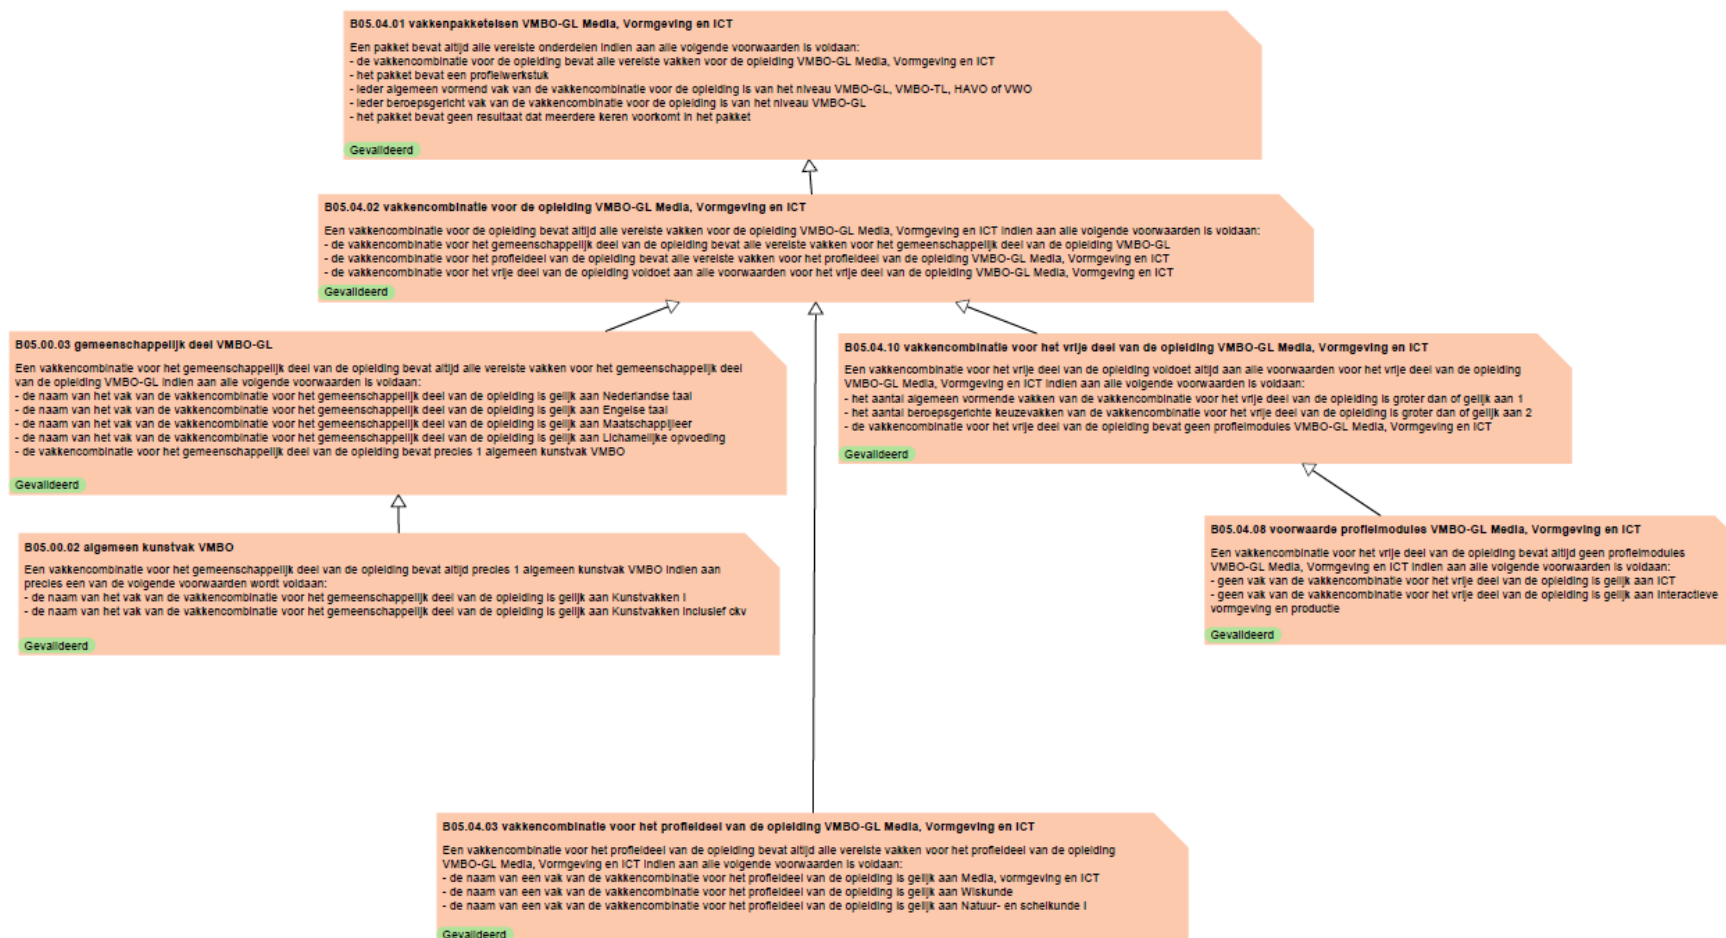 B05.04.01 vakkenpakketeisen VMBO-GL Media, Vormgeving en ICT
Een pakket bevat altijd alle vereiste onderdelen indien aan alle volgende voorwaarden is voldaan:
- de vakkencombinatie voor de opleiding bevat alle vereiste vakken voor de opleiding VMBO-GL Media, Vormgeving en ICT
- het pakket bevat een profielwerkstuk
- ieder algemeen vormend vak van de vakkencombinatie voor de opleiding is van het niveau VMBO-GL, VMBO-TL, HAVO of VWO
- ieder beroepsgericht vak van de vakkencombinatie voor de opleiding is van het niveau VMBO-GL
- het pakket bevat geen resultaat dat meerdere keren voorkomt in het pakket
Gevalideerd
B05.04.02 vakkencombinatie voor de opleiding VMBO-GL Media, Vormgeving en ICT
Een vakkencombinatie voor de opleiding bevat altijd alle vereiste vakken voor de opleiding VMBO-GL Media, Vormgeving en ICT indien aan alle volgende voorwaarden is voldaan:
- de vakkencombinatie voor het gemeenschappelijk deel van de opleiding bevat alle vereiste vakken voor het gemeenschappelijk deel van de opleiding VMBO-GL
- de vakkencombinatie voor het profieldeel van de opleiding bevat alle vereiste vakken voor het profieldeel van de opleiding VMBO-GL Media, Vormgeving en ICT
- de vakkencombinatie voor het vrije deel van de opleiding voldoet aan alle voorwaarden voor het vrije deel van de opleiding VMBO-GL Media, Vormgeving en ICT
Gevalideerd
B05.00.03 gemeenschappelijk deel VMBO-GL
Een vakkencombinatie voor het gemeenschappelijk deel van de opleiding bevat altijd alle vereiste vakken voor het gemeenschappelijk deel
van de opleiding VMBO-GL indien aan alle volgende voorwaarden is voldaan:
- de naam van het vak van de vakkencombinatie voor het gemeenschappelijk deel van de opleiding is gelijk aan Nederlandse taal
- de naam van het vak van de vakkencombinatie voor het gemeenschappelijk deel van de opleiding is gelijk aan Engelse taal
- de naam van het vak van de vakkencombinatie voor het gemeenschappelijk deel van de opleiding is gelijk aan Maatschappijleer
- de naam van het vak van de vakkencombinatie voor het gemeenschappelijk deel van de opleiding is gelijk aan Lichamelijke opvoeding
- de vakkencombinatie voor het gemeenschappelijk deel van de opleiding bevat precies 1 algemeen kunstvak VMBO
Gevalideerd
B05.04.10 vakkencombinatie voor het vrije deel van de opleiding VMBO-GL Media, Vormgeving en ICT
Een vakkencombinatie voor het vrije deel van de opleiding voldoet altijd aan alle voorwaarden voor het vrije deel van de opleiding
VMBO-GL Media, Vormgeving en ICT indien aan alle volgende voorwaarden is voldaan:
- het aantal algemeen vormende vakken van de vakkencombinatie voor het vrije deel van de opleiding is groter dan of gelijk aan 1
- het aantal beroepsgerichte keuzevakken van de vakkencombinatie voor het vrije deel van de opleiding is groter dan of gelijk aan 2
- de vakkencombinatie voor het vrije deel van de opleiding bevat geen profielmodules VMBO-GL Media, Vormgeving en ICT
Gevalideerd
B05.00.02 algemeen kunstvak VMBO
Een vakkencombinatie voor het gemeenschappelijk deel van de opleiding bevat altijd precies 1 algemeen kunstvak VMBO indien aan
precies een van de volgende voorwaarden wordt voldaan:
- de naam van het vak van de vakkencombinatie voor het gemeenschappelijk deel van de opleiding is gelijk aan Kunstvakken I
- de naam van het vak van de vakkencombinatie voor het gemeenschappelijk deel van de opleiding is gelijk aan Kunstvakken inclusief ckv
Gevalideerd
B05.04.08 voorwaarde profielmodules VMBO-GL Media, Vormgeving en ICT
Een vakkencombinatie voor het vrije deel van de opleiding bevat altijd geen profielmodules
VMBO-GL Media, Vormgeving en ICT indien aan alle volgende voorwaarden is voldaan:
- geen vak van de vakkencombinatie voor het vrije deel van de opleiding is gelijk aan ICT
- geen vak van de vakkencombinatie voor het vrije deel van de opleiding is gelijk aan Interactieve
vormgeving en productie
Gevalideerd
B05.04.03 vakkencombinatie voor het profieldeel van de opleiding VMBO-GL Media, Vormgeving en ICT
Een vakkencombinatie voor het profieldeel van de opleiding bevat altijd alle vereiste vakken voor het profieldeel van de opleiding
VMBO-GL Media, Vormgeving en ICT indien aan alle volgende voorwaarden is voldaan:
- de naam van een vak van de vakkencombinatie voor het profieldeel van de opleiding is gelijk aan Media, vormgeving en ICT
- de naam van een vak van de vakkencombinatie voor het profieldeel van de opleiding is gelijk aan Wiskunde
- de naam van een vak van de vakkencombinatie voor het profieldeel van de opleiding is gelijk aan Natuur- en scheikunde I
Gevalideerd